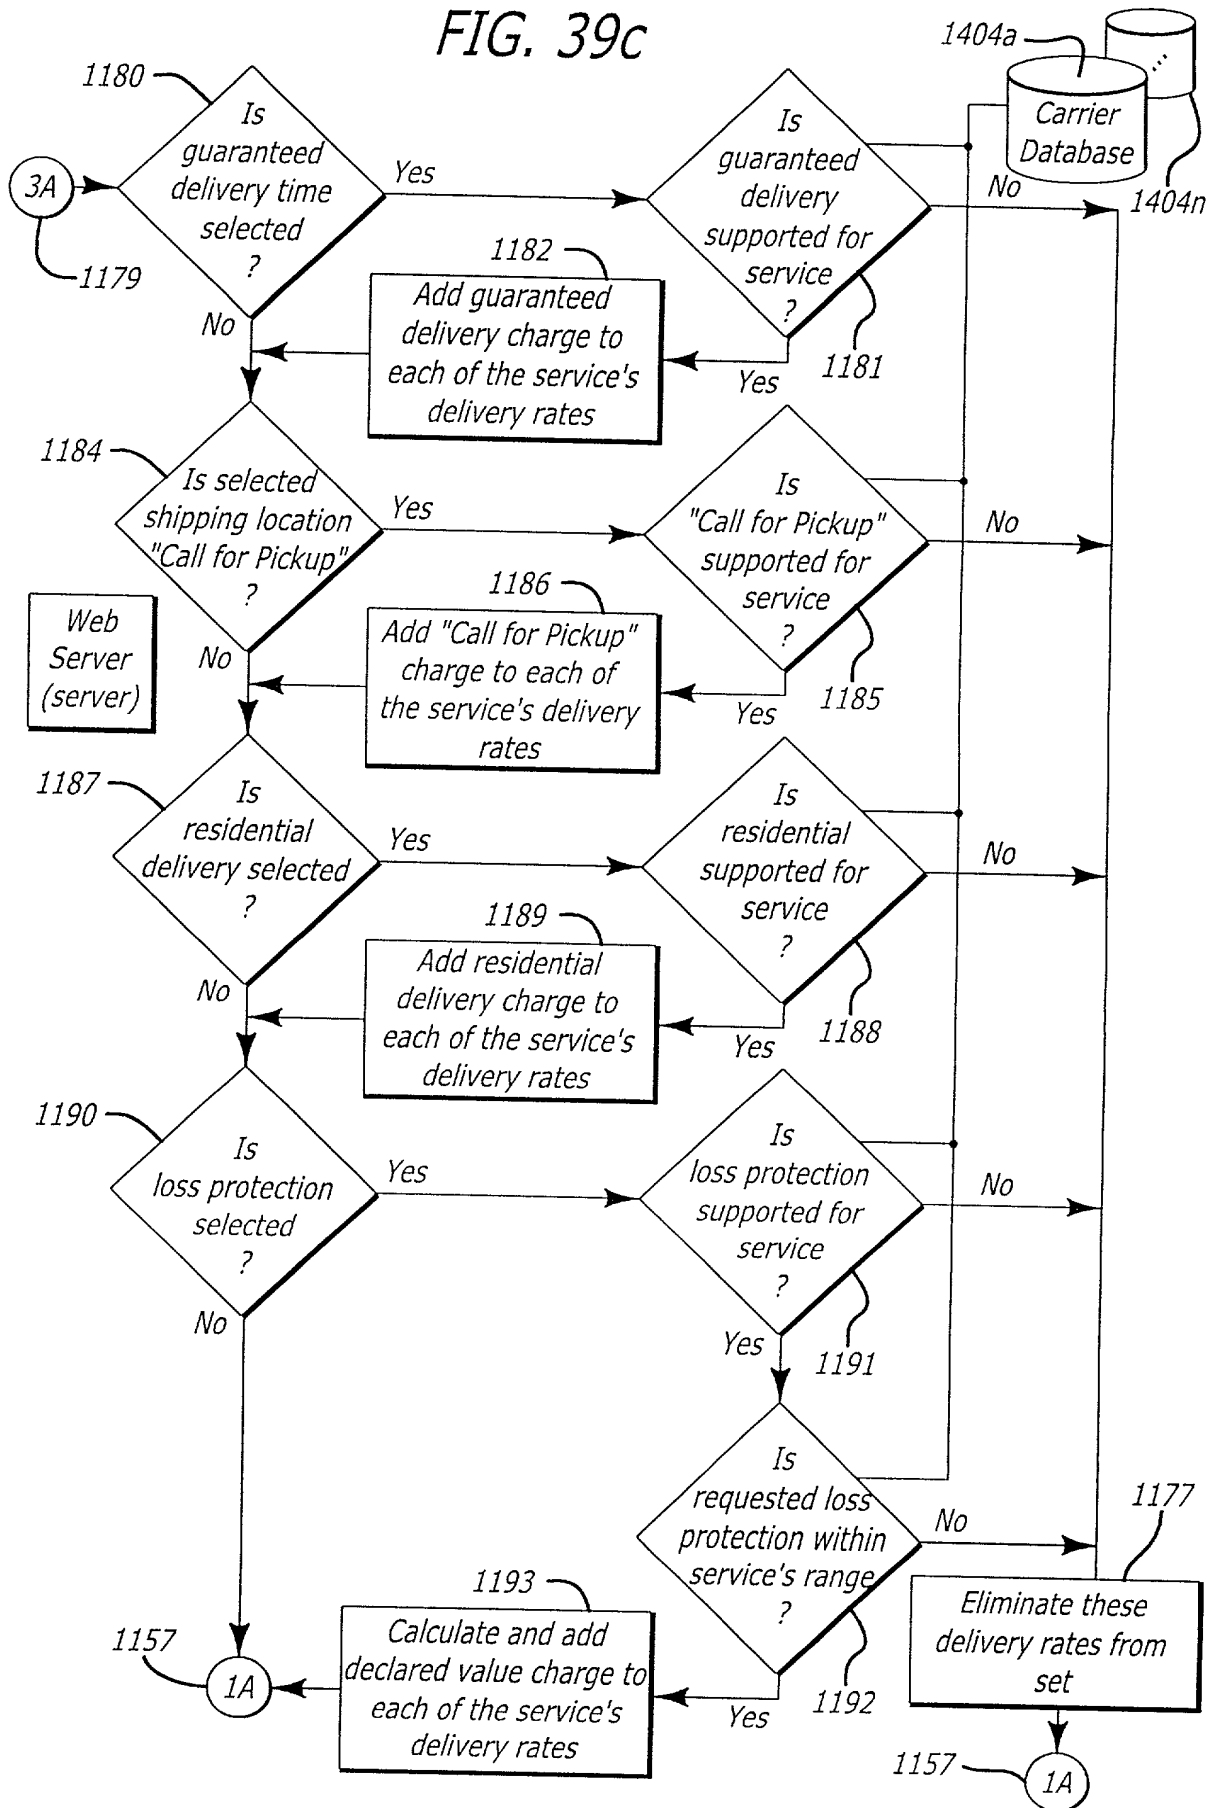 FIG. 39c
1404a
Carrier
Database
1404n
1180
3A
1179
Is
guaranteed
delivery time
selected
?
Yes
No
Is
guaranteed
delivery
supported for
service
?
No
Yes
1181
1182
Add guaranteed
delivery charge to
each of the service's
delivery rates
1184
Is selected
shipping location
"Call for Pickup"
?
Yes
No
Is
"Call for Pickup"
supported for
service
?
No
Yes
1185
1186
Add "Call for Pickup"
charge to each of
the service's delivery
rates
Web
Server
(server)
1187
Is
residential
delivery selected
?
Yes
No
Is
residential
supported for
service
?
No
Yes
1188
1189
Add residential
delivery charge to
each of the service's
delivery rates
1190
Is
loss protection
selected
?
Yes
No
Is
loss protection
supported for
service
?
No
Yes
1191
Is
requested loss
protection within
service's range
?
No
Yes
1192
1193
Calculate and add
declared value charge to
each of the service's
delivery rates
1157
1A
1177
Eliminate these
delivery rates from
set
1157
1A